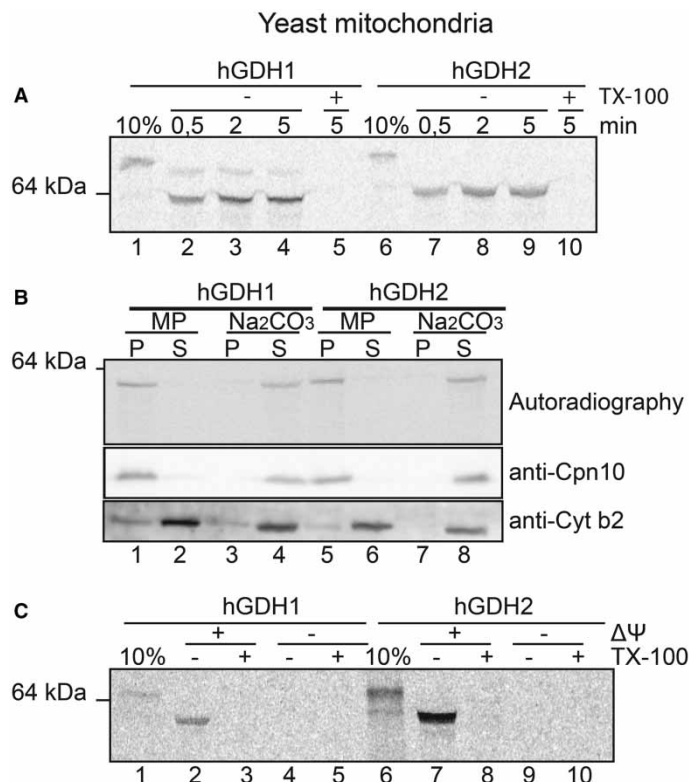 Yeast mitochondria
hGDH1 hGDH2
A - + - + TX-100
10% 0,5 2 5 5 10% 0,5 2 5 5 min
64 kDa
1 2 3 4 5 6 7 8 9 10
B hGDH1 hGDH2
MP Na₂CO₃ MP Na₂CO₃
P S P S P S P S
64 kDa
Autoradiography
anti-Cpn10
anti-Cyt b2
1 2 3 4 5 6 7 8
C hGDH1 hGDH2
+ - + - ΔΨ
10% - + - + 10% - + - + TX-100
64 kDa
1 2 3 4 5 6 7 8 9 10